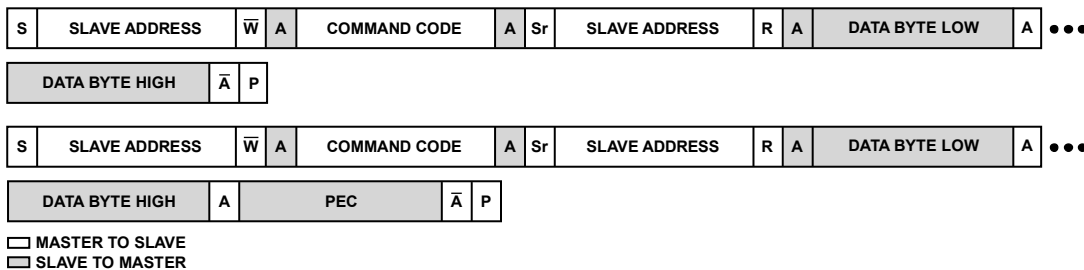 S SLAVE ADDRESS W̅ A COMMAND CODE A Sr SLAVE ADDRESS R A DATA BYTE LOW A •••
DATA BYTE HIGH A̅ P
S SLAVE ADDRESS W̅ A COMMAND CODE A Sr SLAVE ADDRESS R A DATA BYTE LOW A •••
DATA BYTE HIGH A PEC A̅ P
MASTER TO SLAVE
SLAVE TO MASTER